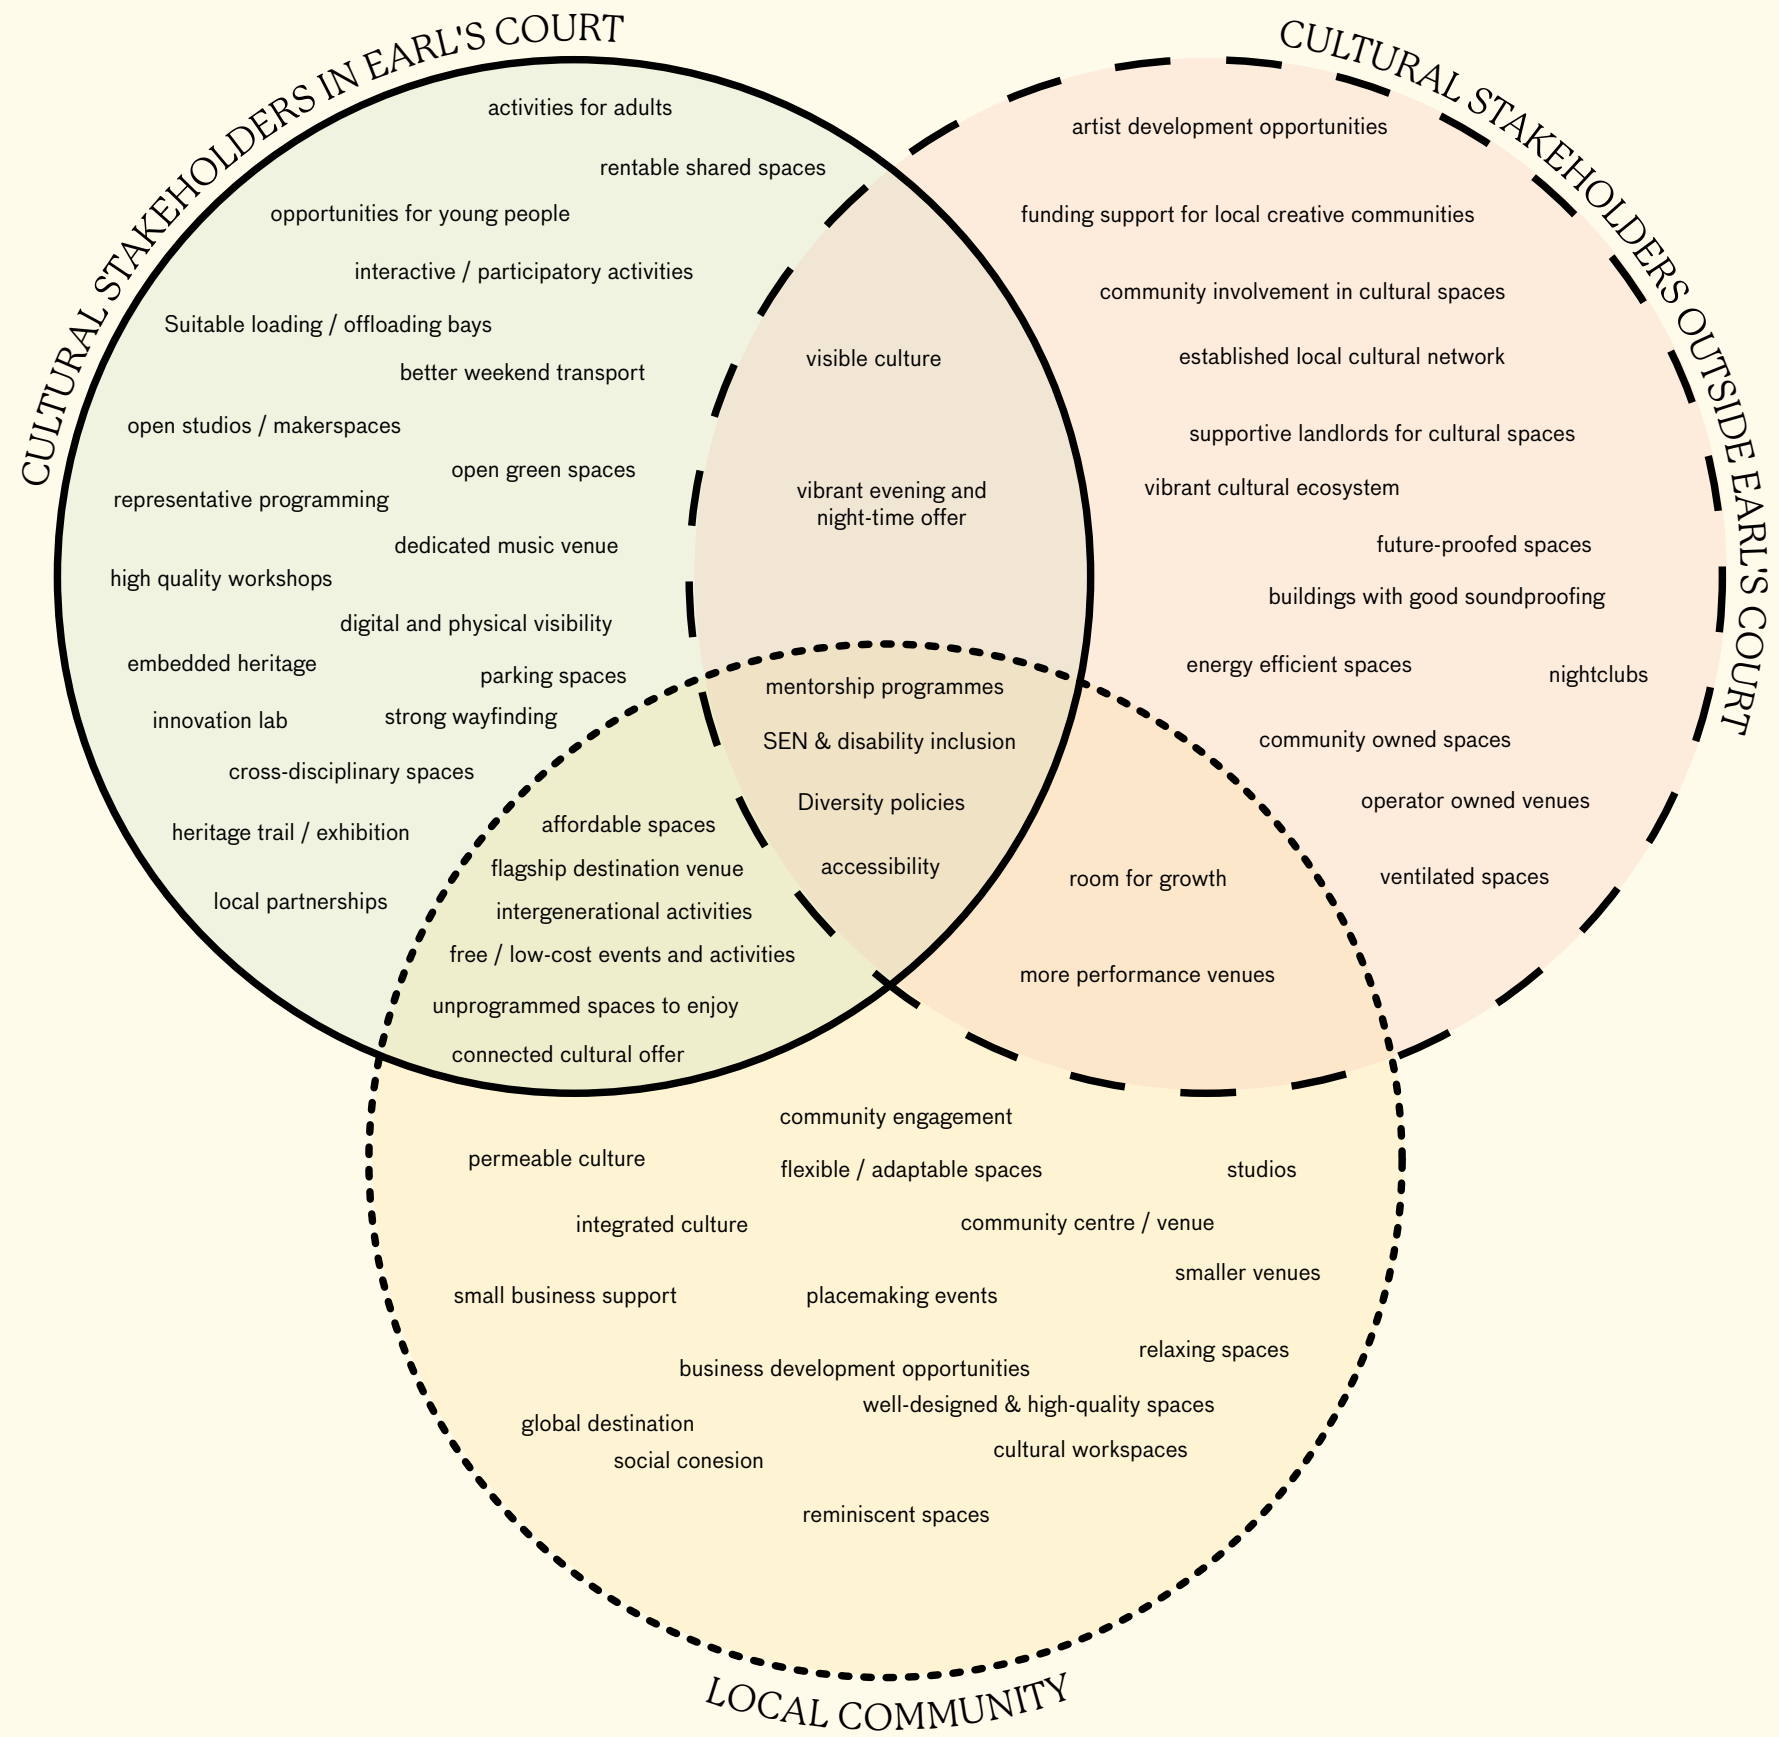 CULTURAL STAKEHOLDERS IN EARL'S COURT
activities for adults
rentable shared spaces
opportunities for young people
interactive / participatory activities
Suitable loading / offloading bays
better weekend transport
open studios / makerspaces
open green spaces
representative programming
dedicated music venue
high quality workshops
digital and physical visibility
embedded heritage
parking spaces
innovation lab
strong wayfinding
cross-disciplinary spaces
heritage trail / exhibition
local partnerships
visible culture
vibrant evening and
night-time offer
CULTURAL STAKEHOLDERS OUTSIDE EARL'S COURT
artist development opportunities
funding support for local creative communities
community involvement in cultural spaces
established local cultural network
supportive landlords for cultural spaces
vibrant cultural ecosystem
future-proofed spaces
buildings with good soundproofing
energy efficient spaces
nightclubs
community owned spaces
operator owned venues
ventilated spaces
mentorship programmes
SEN & disability inclusion
Diversity policies
accessibility
affordable spaces
flagship destination venue
intergenerational activities
free / low-cost events and activities
unprogrammed spaces to enjoy
connected cultural offer
room for growth
more performance venues
community engagement
permeable culture
flexible / adaptable spaces
studios
integrated culture
community centre / venue
smaller venues
small business support
placemaking events
relaxing spaces
business development opportunities
well-designed & high-quality spaces
global destination
cultural workspaces
social conesion
reminiscent spaces
LOCAL COMMUNITY